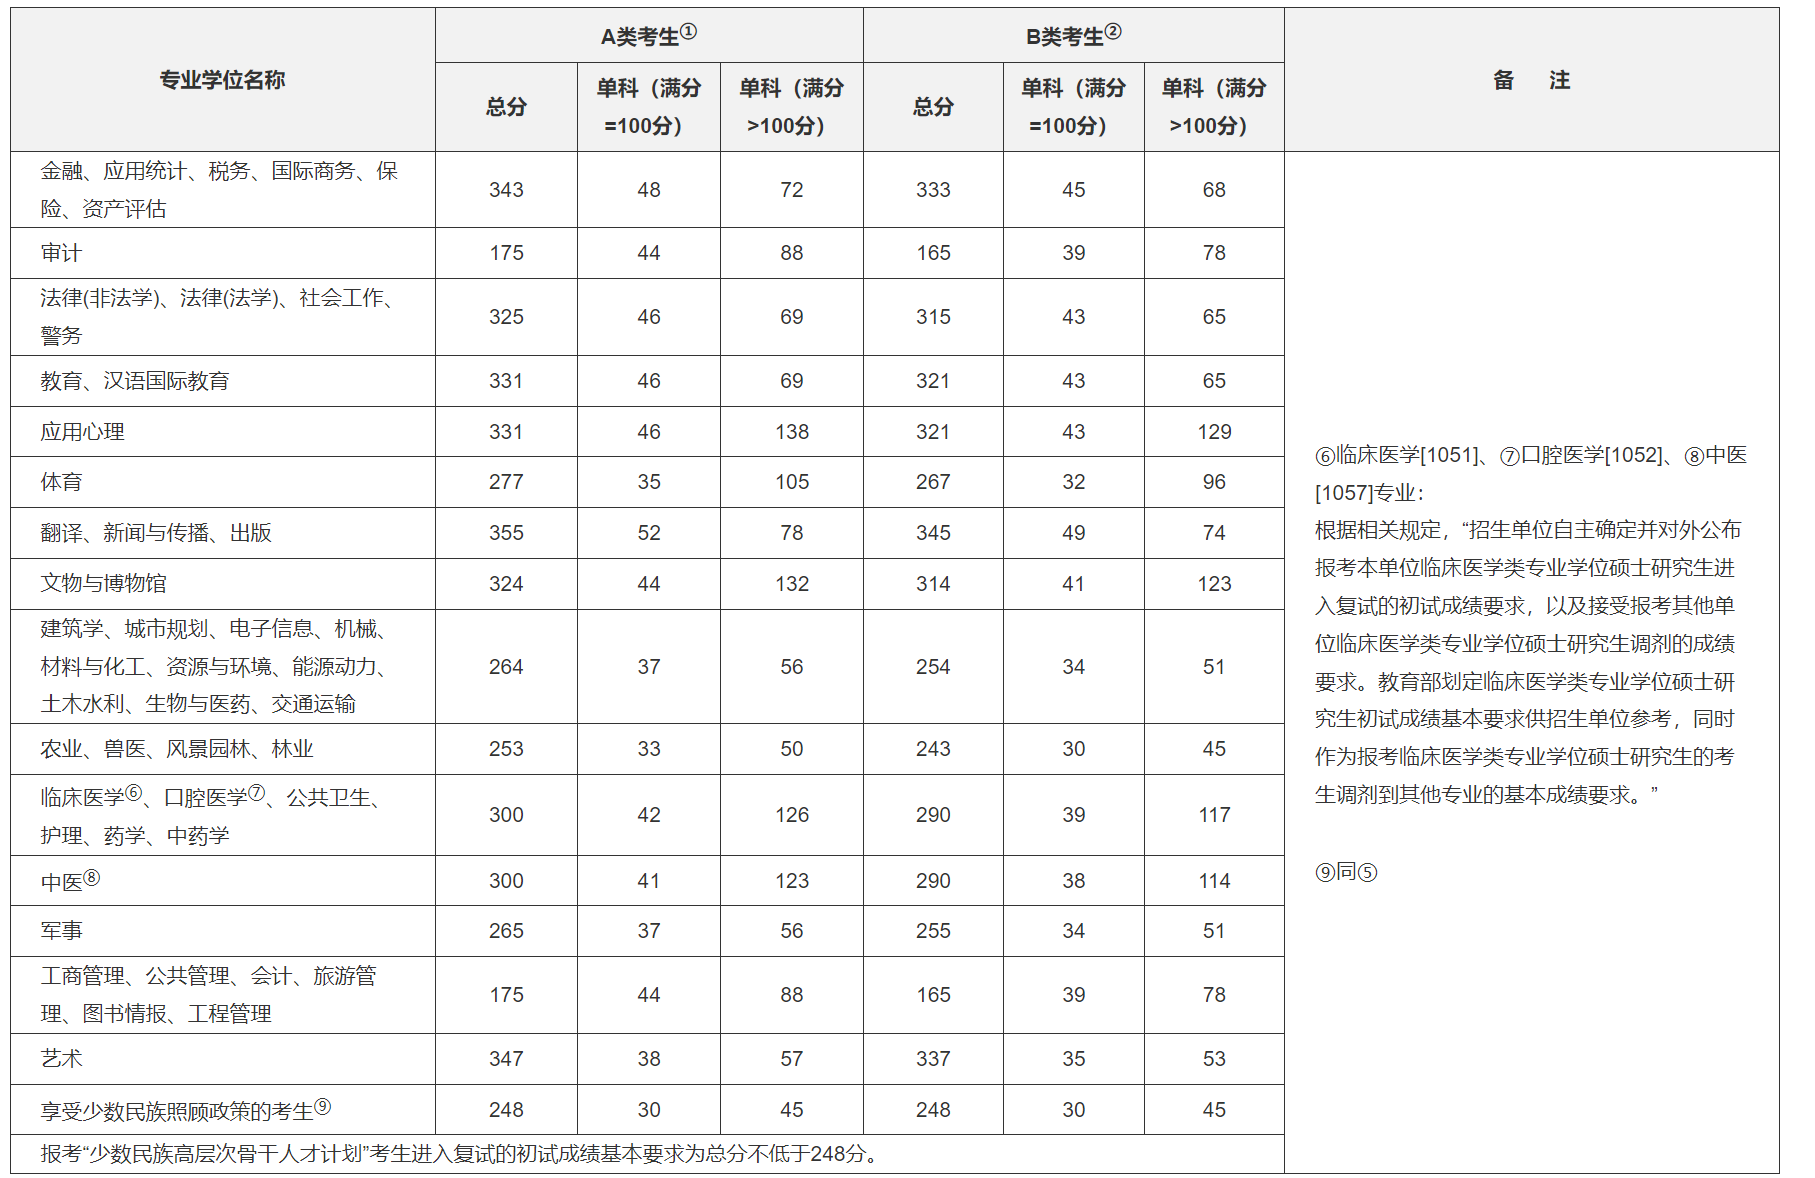 专业学位名称
A类考生①
B类考生②
备 注
总分
单科（满分
=100分）
单科（满分
>100分）
总分
单科（满分
=100分）
单科（满分
>100分）
金融、应用统计、税务、国际商务、保
险、资产评估
343 48 72 333 45 68
审计 175 44 88 165 39 78
法律(非法学)、法律(法学)、社会工作、
警务
325 46 69 315 43 65
教育、汉语国际教育 331 46 69 321 43 65
应用心理 331 46 138 321 43 129
体育 277 35 105 267 32 96
翻译、新闻与传播、出版 355 52 78 345 49 74
文物与博物馆 324 44 132 314 41 123
建筑学、城市规划、电子信息、机械、
材料与化工、资源与环境、能源动力、
土木水利、生物与医药、交通运输
264 37 56 254 34 51
农业、兽医、风景园林、林业 253 33 50 243 30 45
临床医学⑥、口腔医学⑦、公共卫生、
护理、药学、中药学
300 42 126 290 39 117
中医⑧ 300 41 123 290 38 114
军事 265 37 56 255 34 51
工商管理、公共管理、会计、旅游管
理、图书情报、工程管理
175 44 88 165 39 78
艺术 347 38 57 337 35 53
享受少数民族照顾政策的考生⑨ 248 30 45 248 30 45
报考“少数民族高层次骨干人才计划”考生进入复试的初试成绩基本要求为总分不低于248分。
⑥临床医学[1051]、⑦口腔医学[1052]、⑧中医
[1057]专业：
根据相关规定，“招生单位自主确定并对外公布
报考本单位临床医学类专业学位硕士研究生进
入复试的初试成绩要求，以及接受报考其他单
位临床医学类专业学位硕士研究生调剂的成绩
要求。教育部划定临床医学类专业学位硕士研
究生初试成绩基本要求供招生单位参考，同时
作为报考临床医学类专业学位硕士研究生的考
生调剂到其他专业的基本成绩要求。”
⑨同⑤